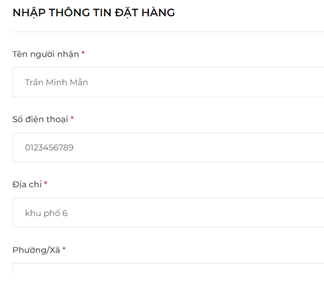 NHẬP THÔNG TIN ĐẶT HÀNG
Tên người nhận *
Trần Minh Mẫn
Số điện thoại *
0123456789
Địa chỉ *
khu phố 6
Phường/Xã *